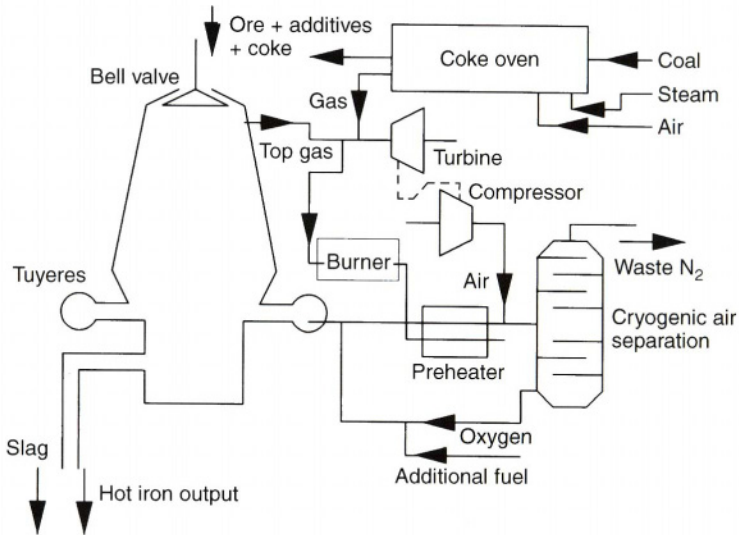 Ore + additives
+ coke
Bell valve
Coke oven
Coal
Steam
Air
Gas
Top gas
Turbine
Compressor
Burner
Air
Waste N₂
Tuyeres
Cryogenic air
separation
Preheater
Oxygen
Additional fuel
Slag
Hot iron output